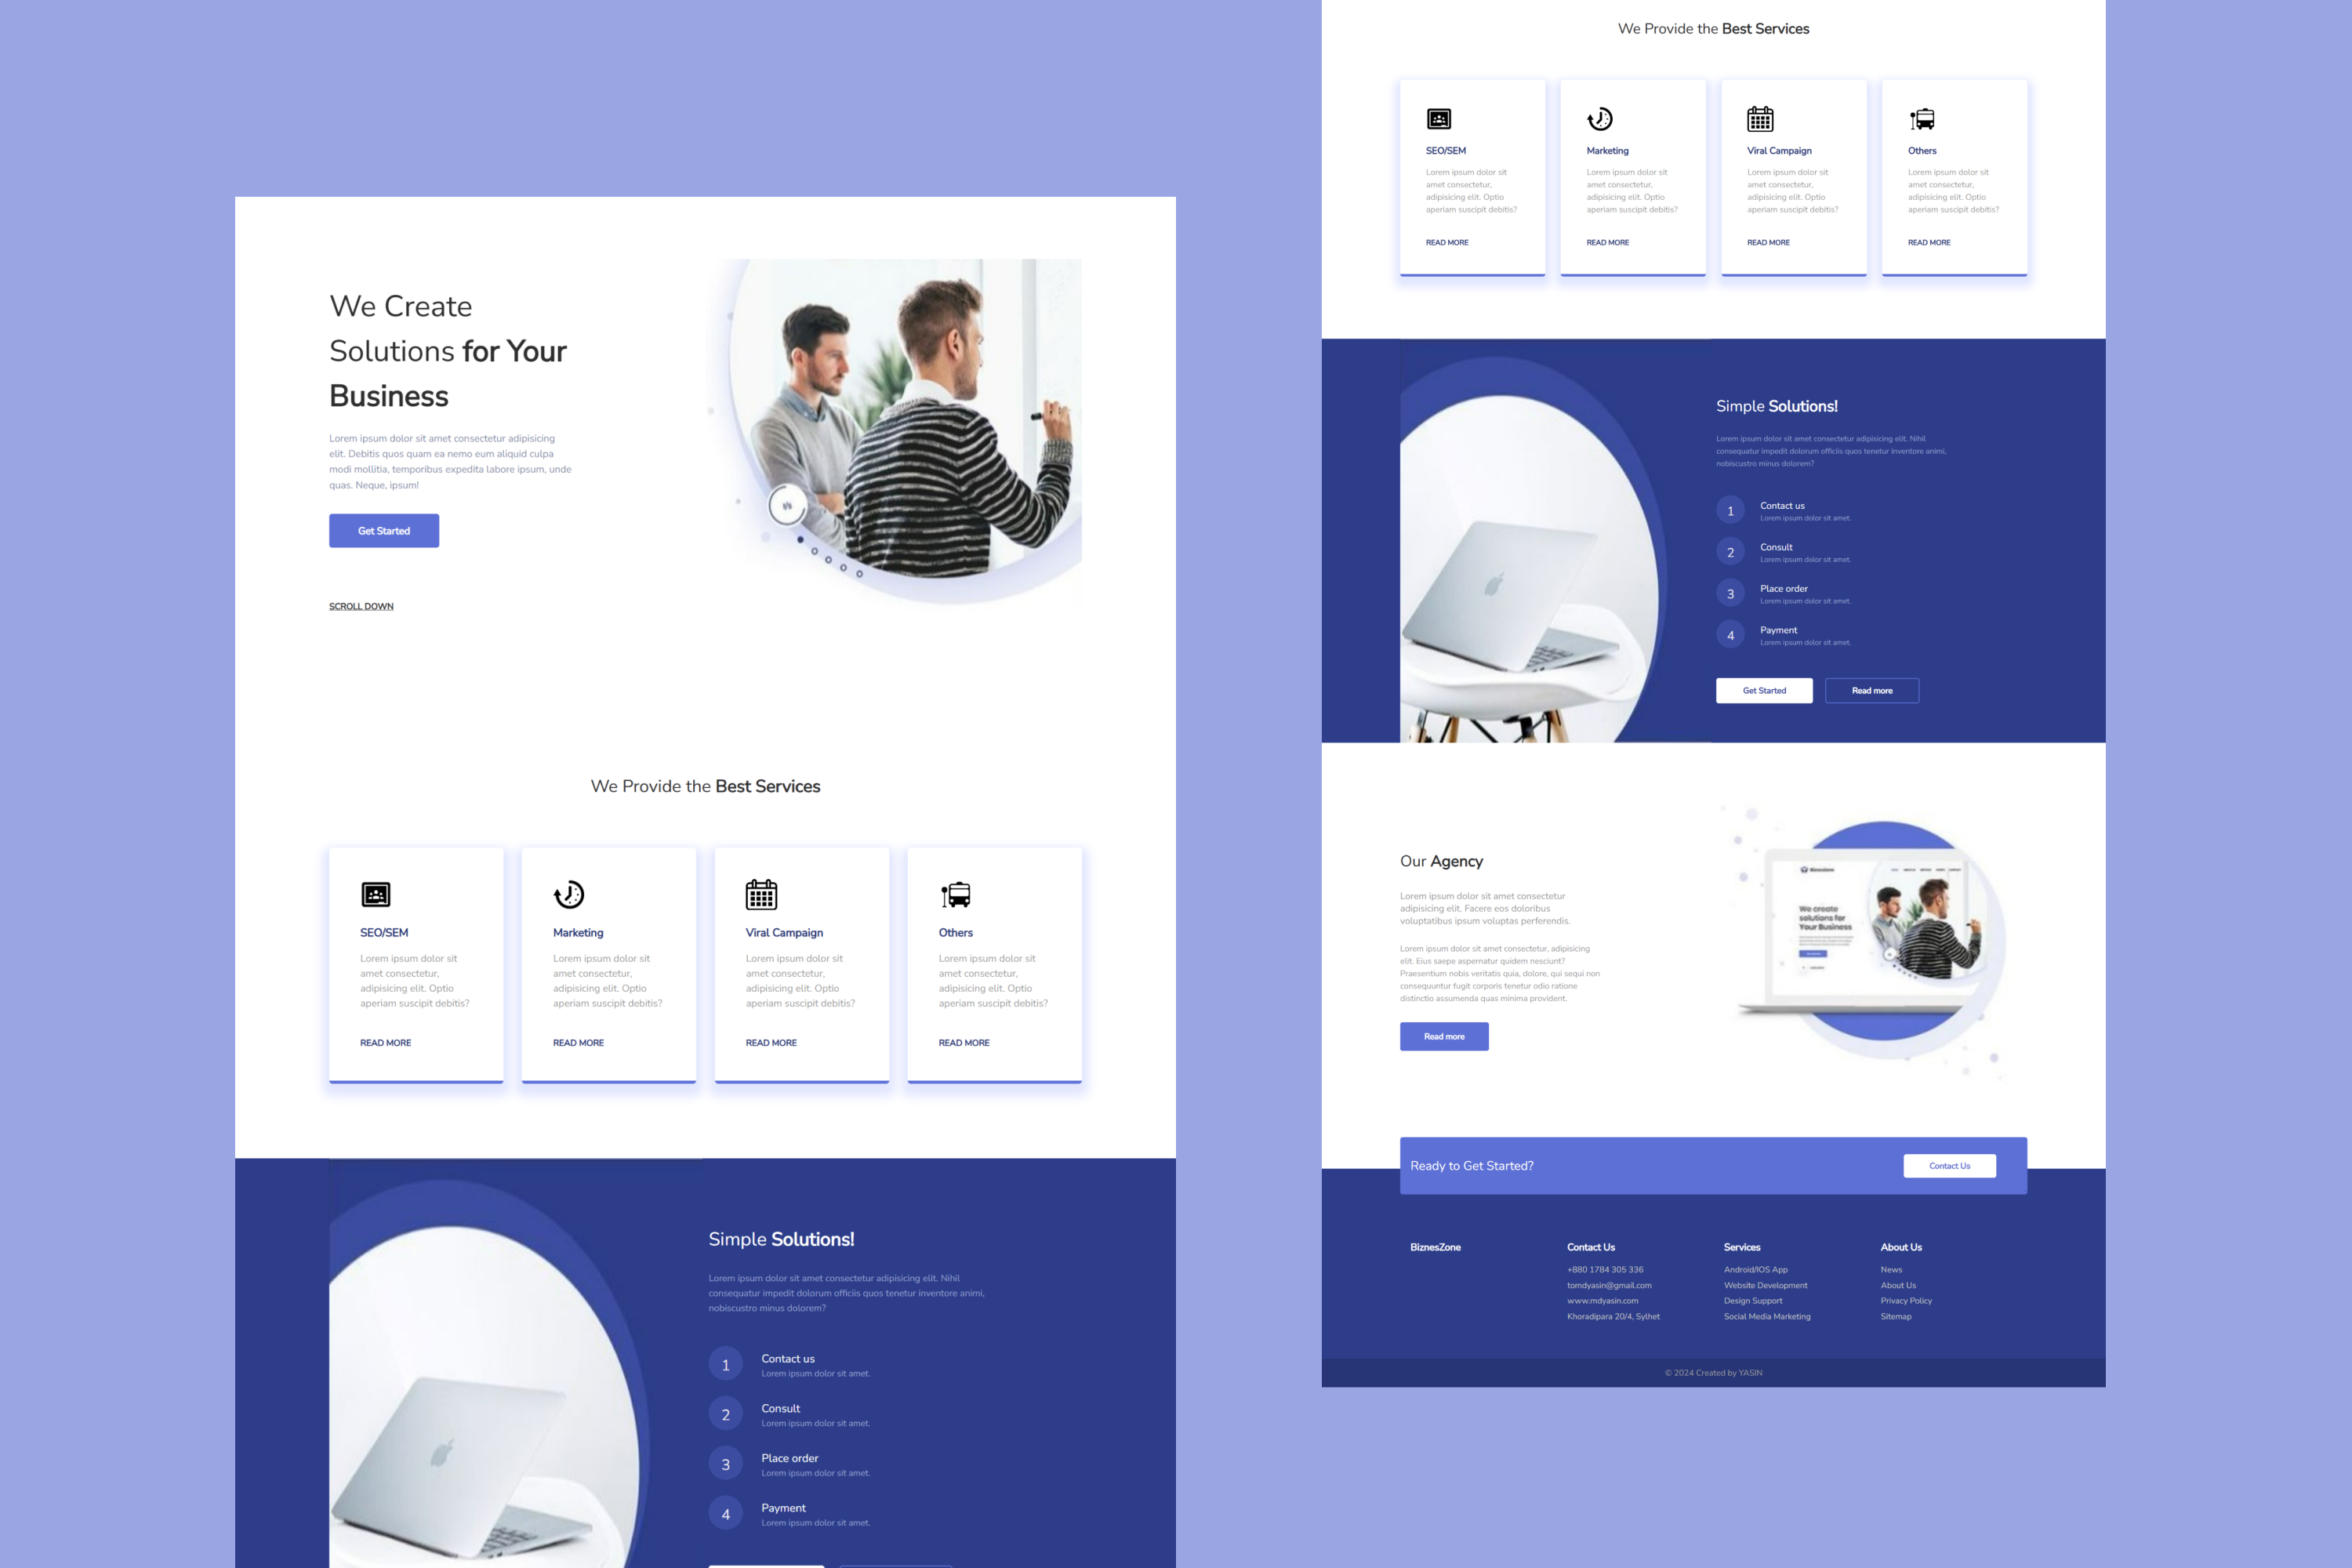 We Create
Solutions for Your
Business
Lorem ipsum dolor sit amet consectetur adipisicing
elit. Debitis quos quam ea nemo eum aliquid culpa
modi mollitia, temporibus expedita labore ipsum, unde
quas. Neque, ipsum!
Get Started
SCROLL DOWN
We Provide the Best Services
SEO/SEM
Lorem ipsum dolor sit
amet consectetur,
adipisicing elit. Optio
aperiam suscipit debitis?
READ MORE
Marketing
Lorem ipsum dolor sit
amet consectetur,
adipisicing elit. Optio
aperiam suscipit debitis?
READ MORE
Viral Campaign
Lorem ipsum dolor sit
amet consectetur,
adipisicing elit. Optio
aperiam suscipit debitis?
READ MORE
Others
Lorem ipsum dolor sit
amet consectetur,
adipisicing elit. Optio
aperiam suscipit debitis?
READ MORE
Simple Solutions!
Lorem ipsum dolor sit amet consectetur adipisicing elit. Nihil
consequatur impedit dolorum officiis quos tenetur inventore animi,
nobiscustro minus dolorem?
1
Contact us
Lorem ipsum dolor sit amet.
2
Consult
Lorem ipsum dolor sit amet.
3
Place order
Lorem ipsum dolor sit amet.
4
Payment
Lorem ipsum dolor sit amet.
We Provide the Best Services
SEO/SEM
Lorem ipsum dolor sit
amet consectetur,
adipisicing elit. Optio
aperiam suscipit debitis?
READ MORE
Marketing
Lorem ipsum dolor sit
amet consectetur,
adipisicing elit. Optio
aperiam suscipit debitis?
READ MORE
Viral Campaign
Lorem ipsum dolor sit
amet consectetur,
adipisicing elit. Optio
aperiam suscipit debitis?
READ MORE
Others
Lorem ipsum dolor sit
amet consectetur,
adipisicing elit. Optio
aperiam suscipit debitis?
READ MORE
Simple Solutions!
Lorem ipsum dolor sit amet consectetur adipisicing elit. Nihil
consequatur impedit dolorum officiis quos tenetur inventore animi,
nobiscustro minus dolorem?
1
Contact us
Lorem ipsum dolor sit amet.
2
Consult
Lorem ipsum dolor sit amet.
3
Place order
Lorem ipsum dolor sit amet.
4
Payment
Lorem ipsum dolor sit amet.
Get Started
Read more
Our Agency
Lorem ipsum dolor sit amet consectetur
adipisicing elit. Facere eos doloribus
voluptatibus ipsum voluptas perferendis.
Lorem ipsum dolor sit amet consectetur, adipisicing
elit. Eius saepe aspernatur quidem nesciunt?
Praesentium nobis veritatis quia, dolore, qui sequi non
consequuntur fugit corporis tenetur odio ratione
distinctio assumenda quas minima provident.
Read more
We create
solutions for
Your Business
Ready to Get Started?
Contact Us
BiznesZone
Contact Us
+880 1784 305 336
tomdyasin@gmail.com
www.mdyasin.com
Khoradipara 20/4, Sylhet
Services
Android/IOS App
Website Development
Design Support
Social Media Marketing
About Us
News
About Us
Privacy Policy
Sitemap
© 2024 Created by YASIN